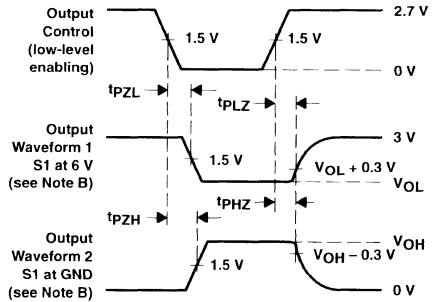 Output
Control
(low-level
enabling)
1.5 V
1.5 V
2.7 V
0 V
tPZL
tPLZ
Output
Waveform 1
S1 at 6 V
(see Note B)
1.5 V
3 V
VOL + 0.3 V
VOL
tPZH
tPHZ
Output
Waveform 2
S1 at GND
(see Note B)
1.5 V
VOH
VOH – 0.3 V
0 V